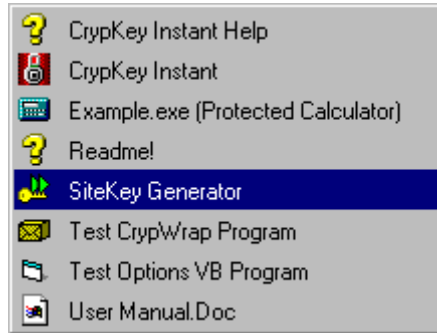 CrypKey Instant Help
CrypKey Instant
Example.exe (Protected Calculator)
Readme!
SiteKey Generator
Test CrypWrap Program
Test Options VB Program
User Manual.Doc